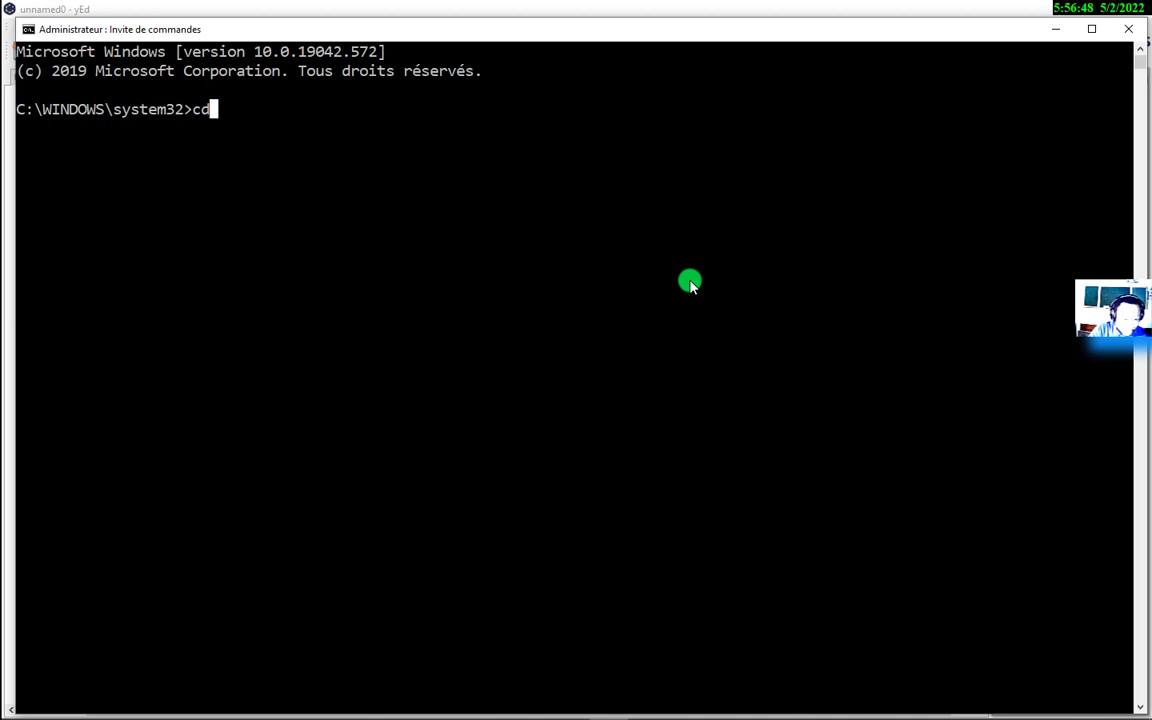 unnamed0 - yEd
5:56:48 5/2/2022
Administrateur : Invite de commandes
Microsoft Windows [version 10.0.19042.572]
(c) 2019 Microsoft Corporation. Tous droits réservés.
C:\WINDOWS\system32>cd